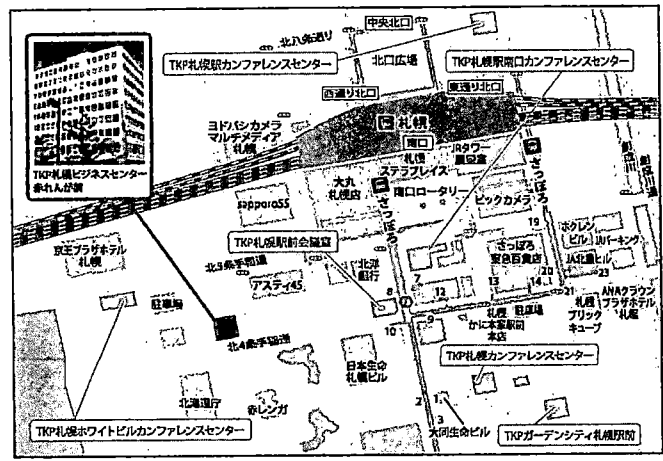 中央北口
北八条通り
TKP札幌駅カンファレンスセンター
北口広場
TKP札幌駅南口カンファレンスセンター
西通り北口
東通り北口
札幌
ヨドバシカメラ
マルチメディア
札幌
南口
札幌
ステラプレイス
JRタワー
展望室
さっぽろ
TKP札幌ビジネスセンター
赤れんが前
大丸
札幌店
さっぽろ
南口ロータリー
ビックカメラ
sapporo55
19
ホクレン
ビル
JRパーキング
京王プラザホテル
札幌
TKP札幌駅前会議室
北5条手稲通
北洋
銀行
さっぽろ
東急百貨店
JA北農ビル
アスティ45
7
8
12
13
14
20
21
23
駐車場
ANAクラウン
プラザホテル
札幌
札幌
ブリック
キューブ
札幌
駐車場
かに本家駅前
本店
9
10
北4条手稲通
日本生命
札幌ビル
TKP札幌カンファレンスセンター
北海道庁
赤レンガ
2
1
3
大同生命ビル
TKP札幌ホワイトビルカンファレンスセンター
TKPガーデンシティ札幌駅前